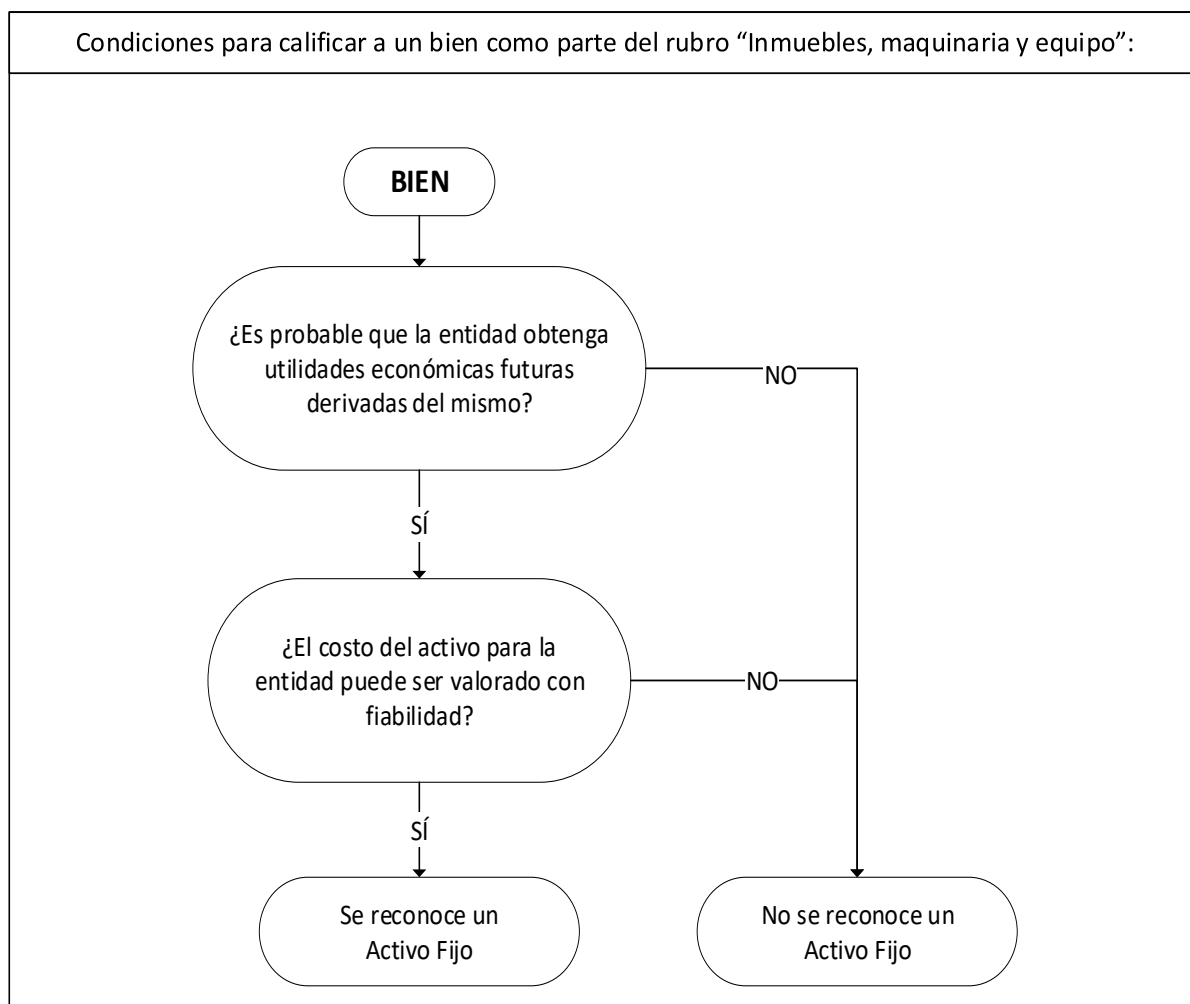 Condiciones para calificar a un bien como parte del rubro “Inmuebles, maquinaria y equipo”:
BIEN
¿Es probable que la entidad obtenga
utilidades económicas futuras
derivadas del mismo?
NO
SÍ
¿El costo del activo para la
entidad puede ser valorado con
fiabilidad?
NO
SÍ
Se reconoce un
Activo Fijo
No se reconoce un
Activo Fijo